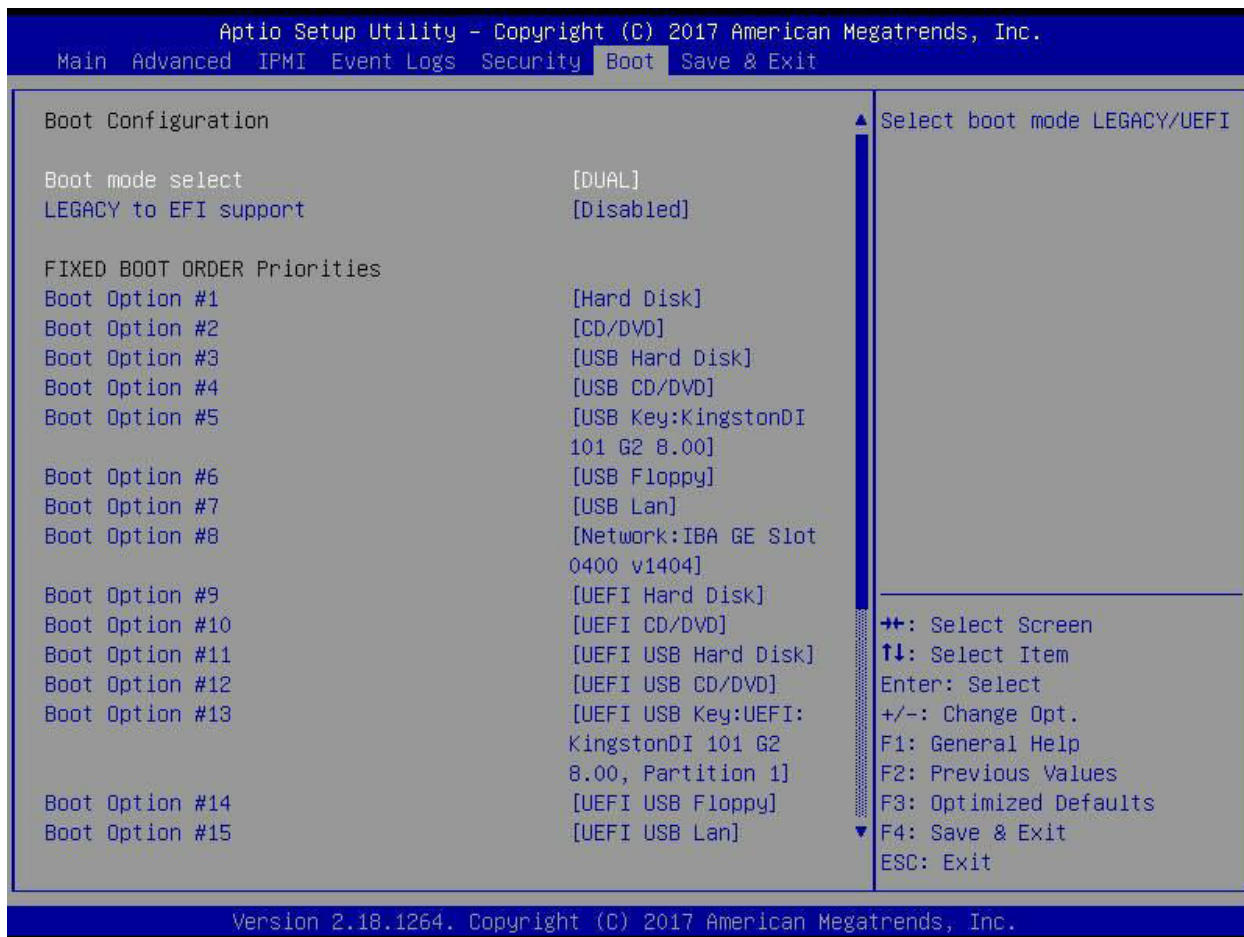 Aptio Setup Utility – Copyright (C) 2017 American Megatrends, Inc.
Main Advanced IPMI Event Logs Security Boot Save & Exit
Boot Configuration
Boot mode select [DUAL]
LEGACY to EFI support [Disabled]
FIXED BOOT ORDER Priorities
Boot Option #1 [Hard Disk]
Boot Option #2 [CD/DVD]
Boot Option #3 [USB Hard Disk]
Boot Option #4 [USB CD/DVD]
Boot Option #5 [USB Key:KingstonDI
101 G2 8.00]
Boot Option #6 [USB Floppy]
Boot Option #7 [USB Lan]
Boot Option #8 [Network:IBA GE Slot
0400 v1404]
Boot Option #9 [UEFI Hard Disk]
Boot Option #10 [UEFI CD/DVD]
Boot Option #11 [UEFI USB Hard Disk]
Boot Option #12 [UEFI USB CD/DVD]
Boot Option #13 [UEFI USB Key:UEFI:
KingstonDI 101 G2
8.00, Partition 1]
Boot Option #14 [UEFI USB Floppy]
Boot Option #15 [UEFI USB Lan]
Select boot mode LEGACY/UEFI
→←: Select Screen
↑↓: Select Item
Enter: Select
+/-: Change Opt.
F1: General Help
F2: Previous Values
F3: Optimized Defaults
F4: Save & Exit
ESC: Exit
Version 2.18.1264. Copyright (C) 2017 American Megatrends, Inc.